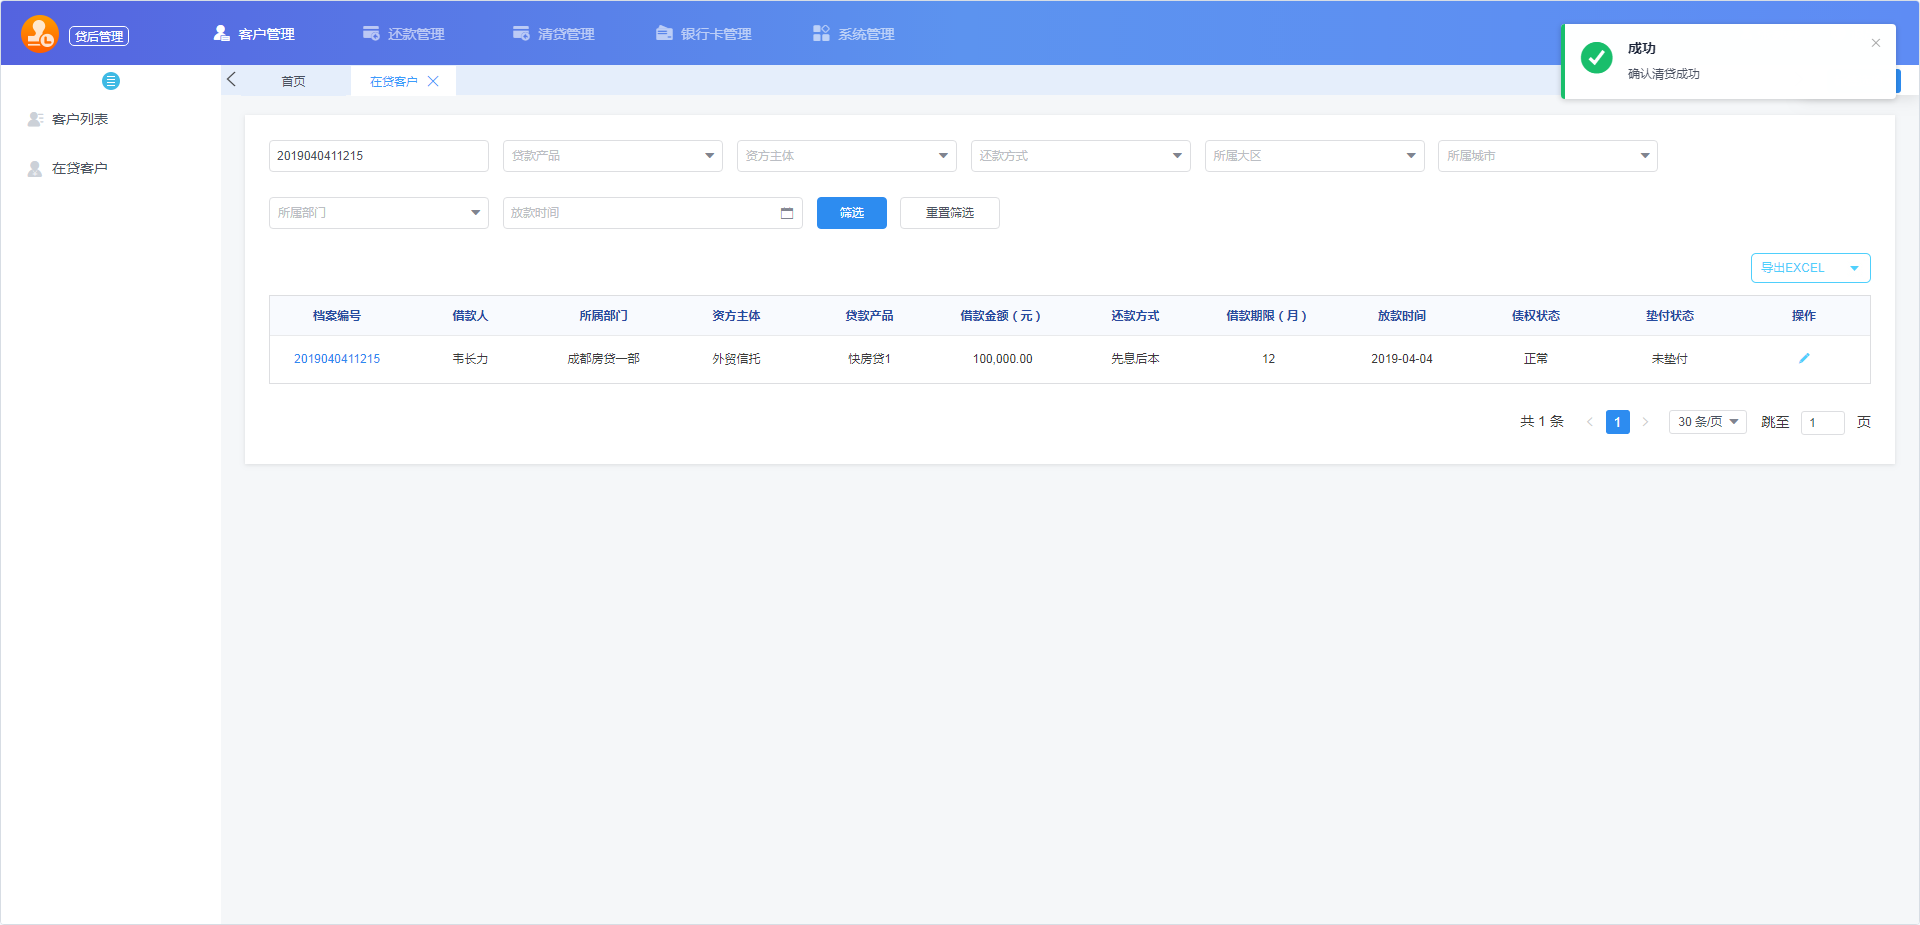 贷后管理
客户管理
还款管理
清贷管理
银行卡管理
系统管理
成功
确认清贷成功
首页
在贷客户
客户列表
在贷客户
2019040411215
贷款产品
资方主体
还款方式
所属大区
所属城市
所属部门
放款时间
筛选
重置筛选
导出EXCEL
档案编号 借款人 所属部门 资方主体 贷款产品 借款金额（元） 还款方式 借款期限（月） 放款时间 债权状态 垫付状态 操作
2019040411215 韦长力 成都房贷一部 外贸信托 快房贷1 100,000.00 先息后本 12 2019-04-04 正常 未垫付
共 1 条 1 30 条/页 跳至 1 页